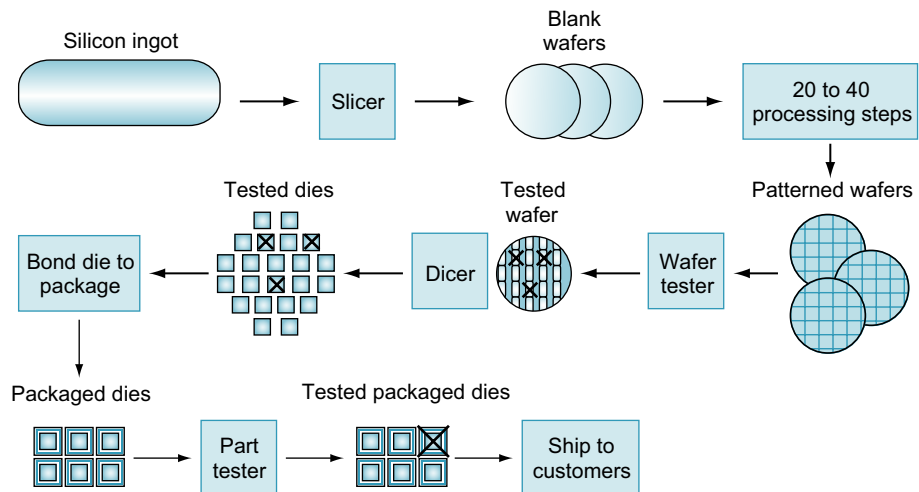 Silicon ingot
Slicer
Blank
wafers
20 to 40
processing steps
Patterned wafers
Wafer
tester
Tested
wafer
Dicer
Tested dies
Bond die to
package
Packaged dies
Part
tester
Tested packaged dies
Ship to
customers